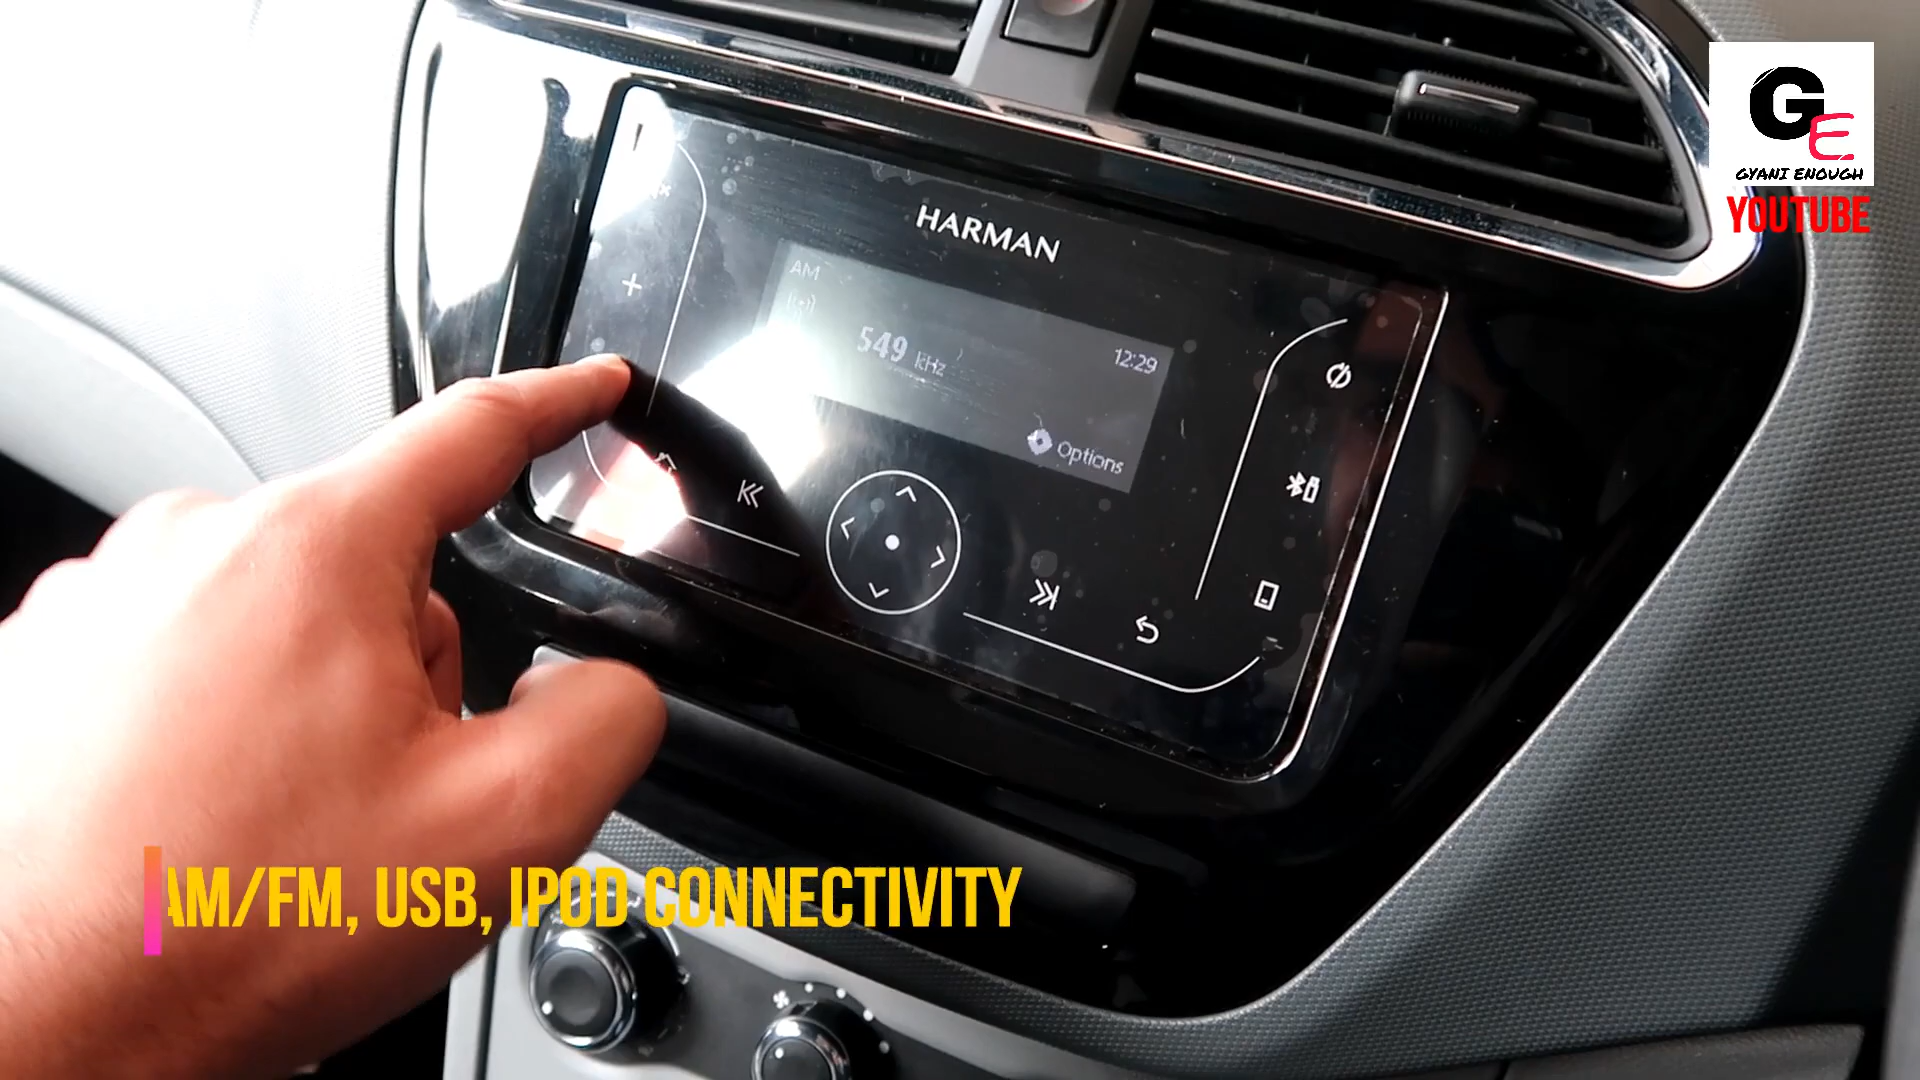 GE
GYANI ENOUGH
YOUTUBE
HARMAN
AM
549 kHz
12:29
Options
AM/FM, USB, IPOD CONNECTIVITY